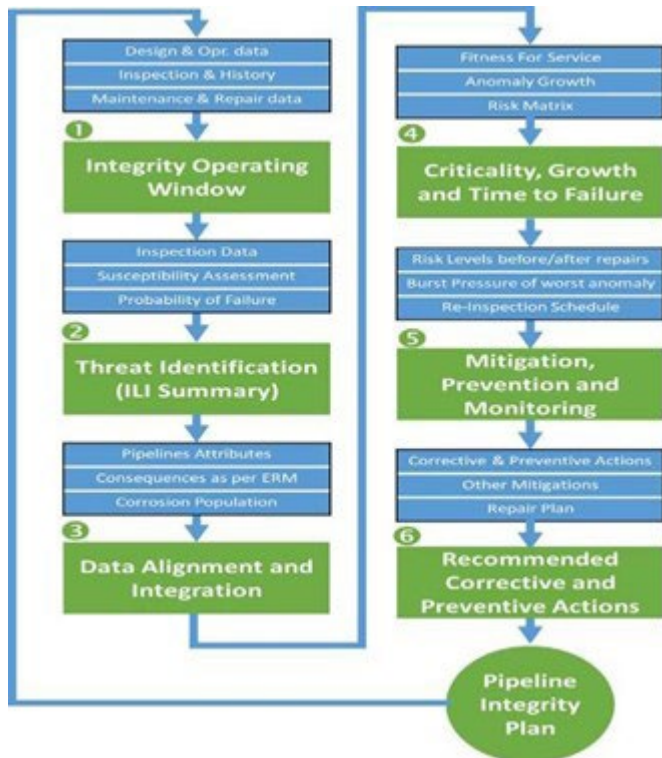 Design & Opr. data
Inspection & History
Maintenance & Repair data
1
Integrity Operating
Window
Inspection Data
Susceptibility Assessment
Probability of Failure
2
Threat Identification
(ILI Summary)
Pipelines Attributes
Consequences as per ERM
Corrosion Population
3
Data Alignment and
Integration
Fitness For Service
Anomaly Growth
Risk Matrix
4
Criticality, Growth
and Time to Failure
Risk Levels before/after repairs
Burst Pressure of worst anomaly
Re-Inspection Schedule
5
Mitigation,
Prevention and
Monitoring
Corrective & Preventive Actions
Other Mitigations
Repair Plan
6
Recommended
Corrective and
Preventive Actions
Pipeline
Integrity
Plan